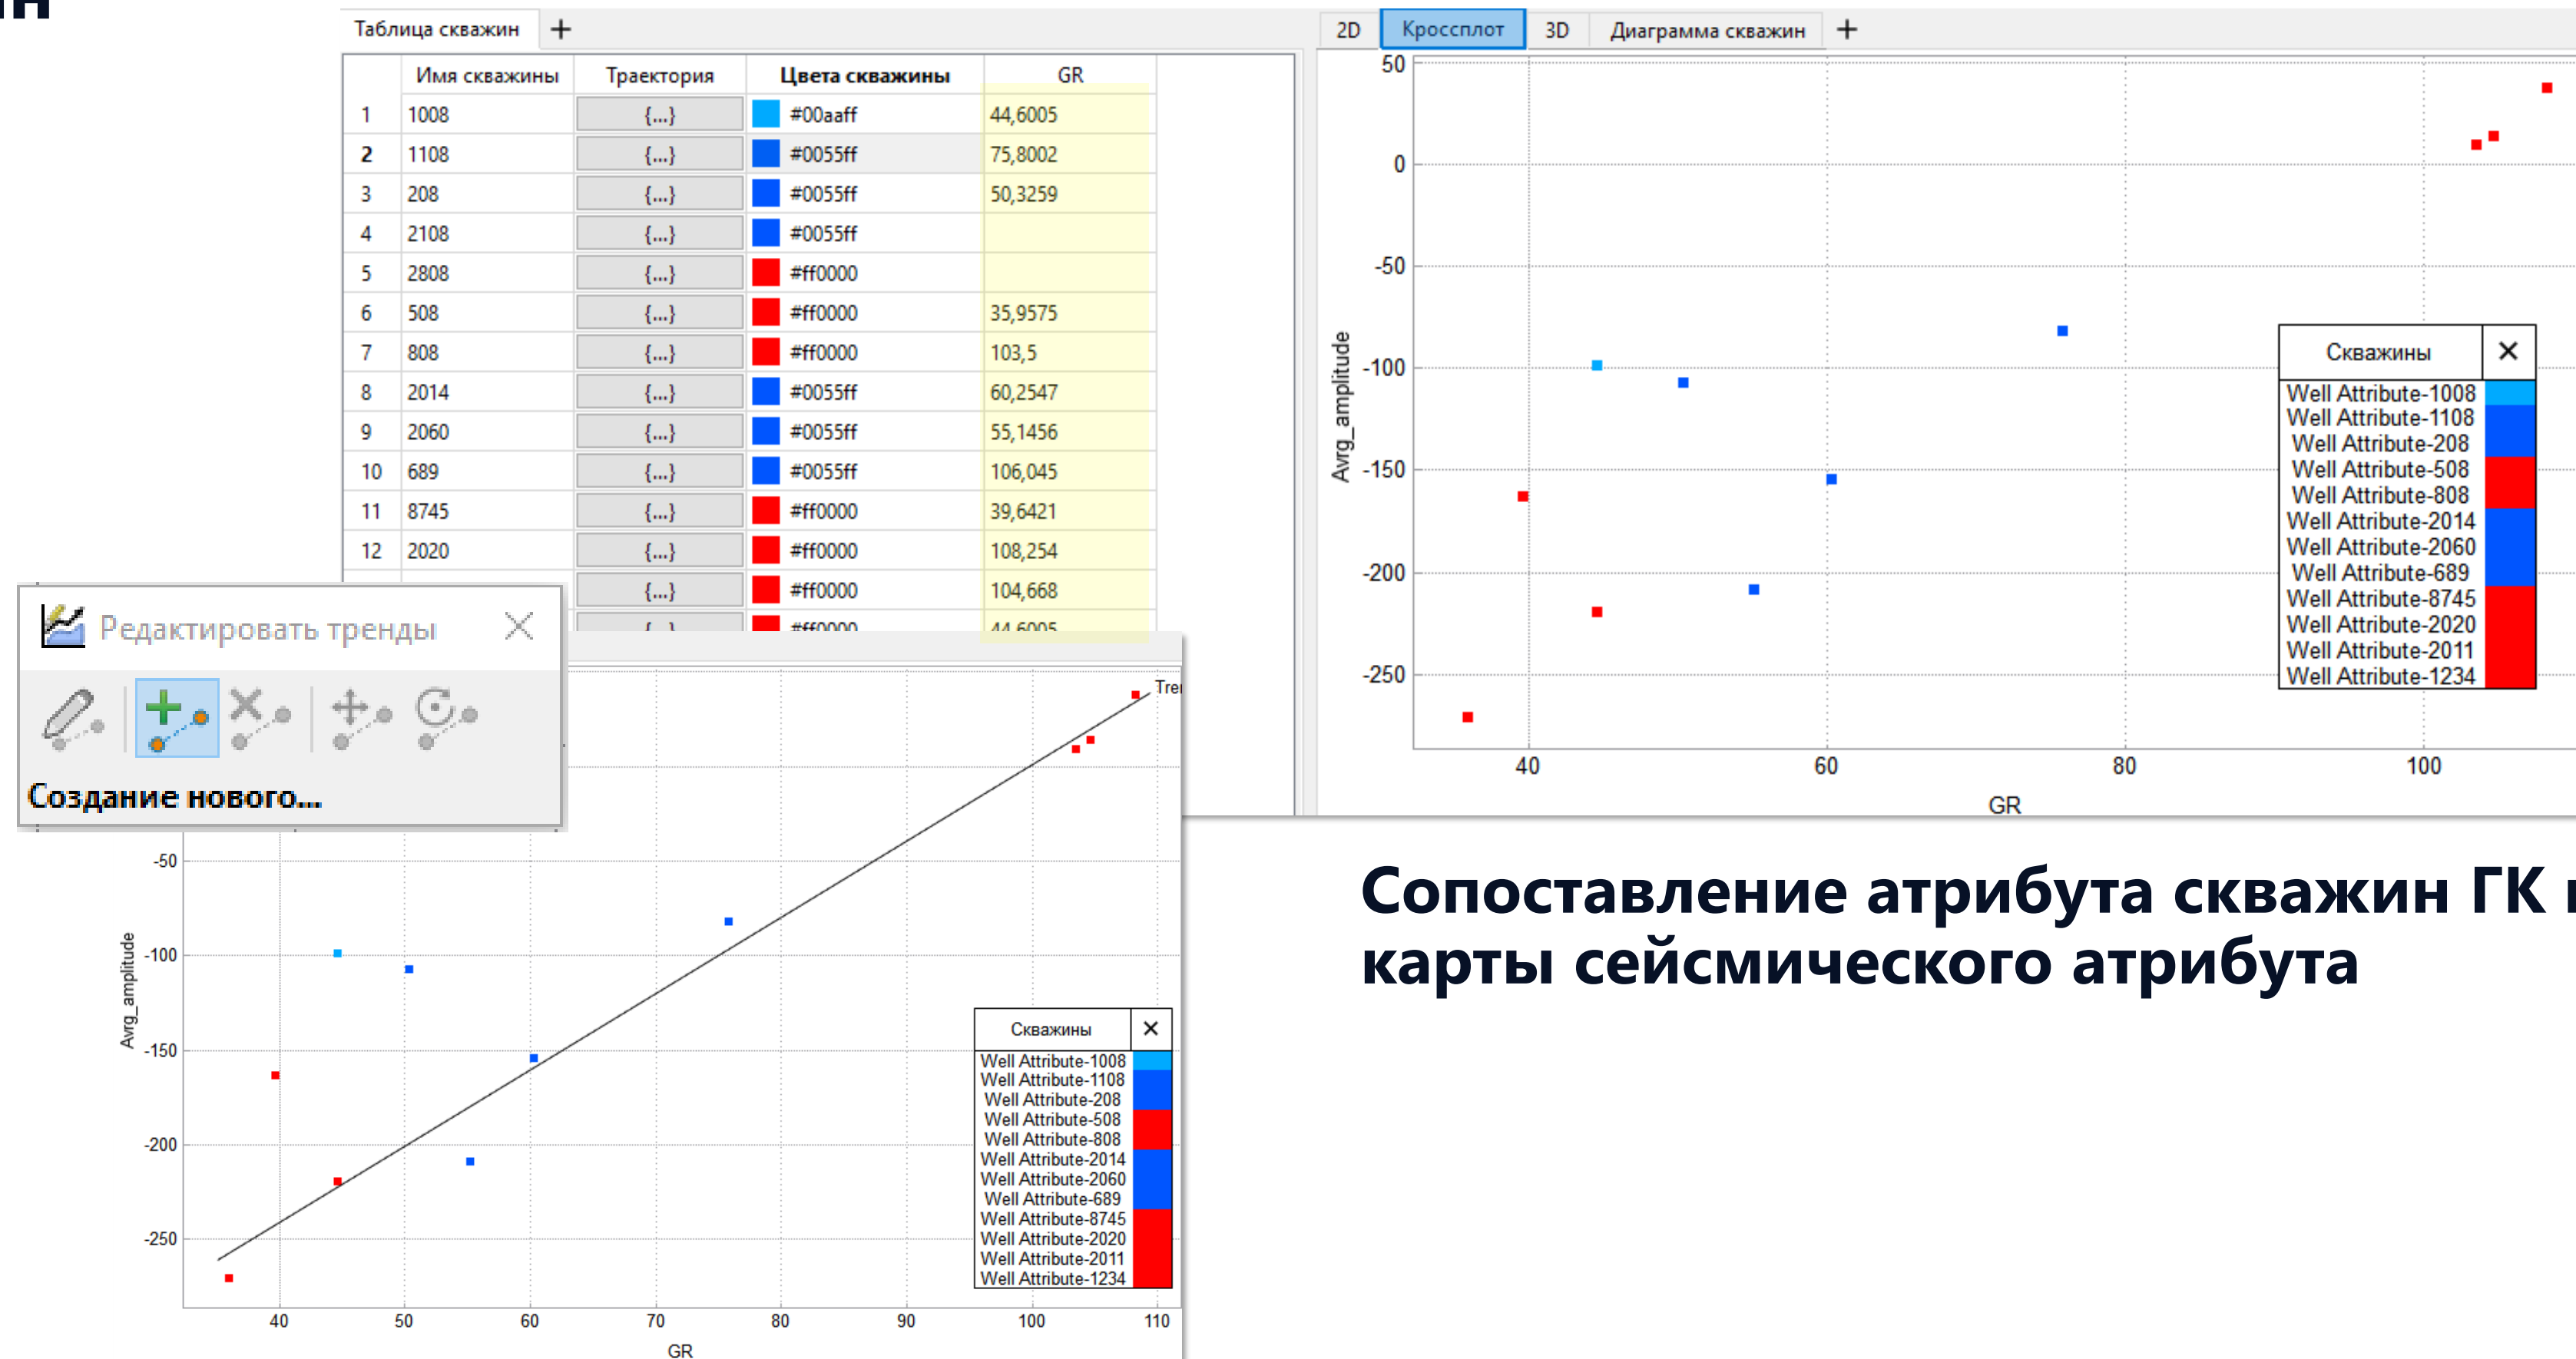 Таблица скважин +
Имя скважины Траектория Цвета скважины GR
1 1008 {...} #00aaff 44,6005
2 1108 {...} #0055ff 75,8002
3 208 {...} #0055ff 50,3259
4 2108 {...} #0055ff
5 2808 {...} #ff0000
6 508 {...} #ff0000 35,9575
7 808 {...} #ff0000 103,5
8 2014 {...} #0055ff 60,2547
9 2060 {...} #0055ff 55,1456
10 689 {...} #0055ff 106,045
11 8745 {...} #ff0000 39,6421
12 2020 {...} #ff0000 108,254
{...} #ff0000 104,668
#ff0000 44,6005
2D Кроссплот 3D Диаграмма скважин +
50
0
-50
-100
-150
-200
-250
Avrg_amplitude
40 60 80 100
GR
Скважины
Well Attribute-1008
Well Attribute-1108
Well Attribute-208
Well Attribute-508
Well Attribute-808
Well Attribute-2014
Well Attribute-2060
Well Attribute-689
Well Attribute-8745
Well Attribute-2020
Well Attribute-2011
Well Attribute-1234
Редактировать тренды
Создание нового...
-50
-100
-150
-200
-250
Avrg_amplitude
40 50 60 70 80 90 100 110
GR
Скважины
Well Attribute-1008
Well Attribute-1108
Well Attribute-208
Well Attribute-508
Well Attribute-808
Well Attribute-2014
Well Attribute-2060
Well Attribute-689
Well Attribute-8745
Well Attribute-2020
Well Attribute-2011
Well Attribute-1234
Сопоставление атрибута скважин ГК
карты сейсмического атрибута